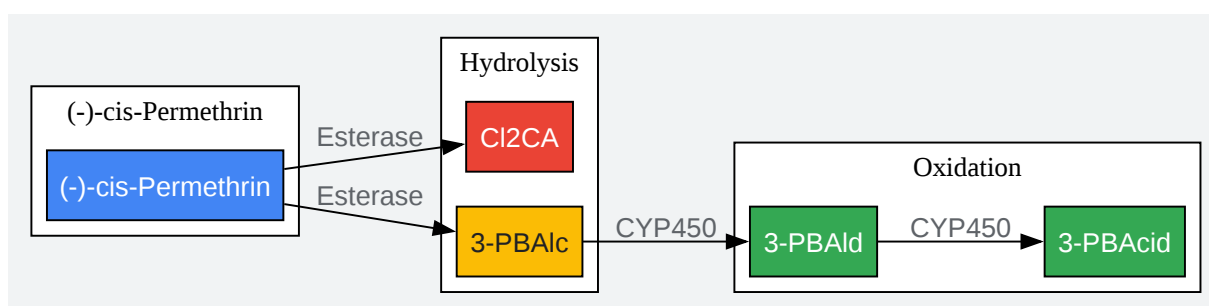 (-)-cis-Permethrin
(-)-cis-Permethrin
Esterase
Esterase
Hydrolysis
Cl2CA
3-PBAlc
CYP450
Oxidation
3-PBAld
CYP450
3-PBAcid